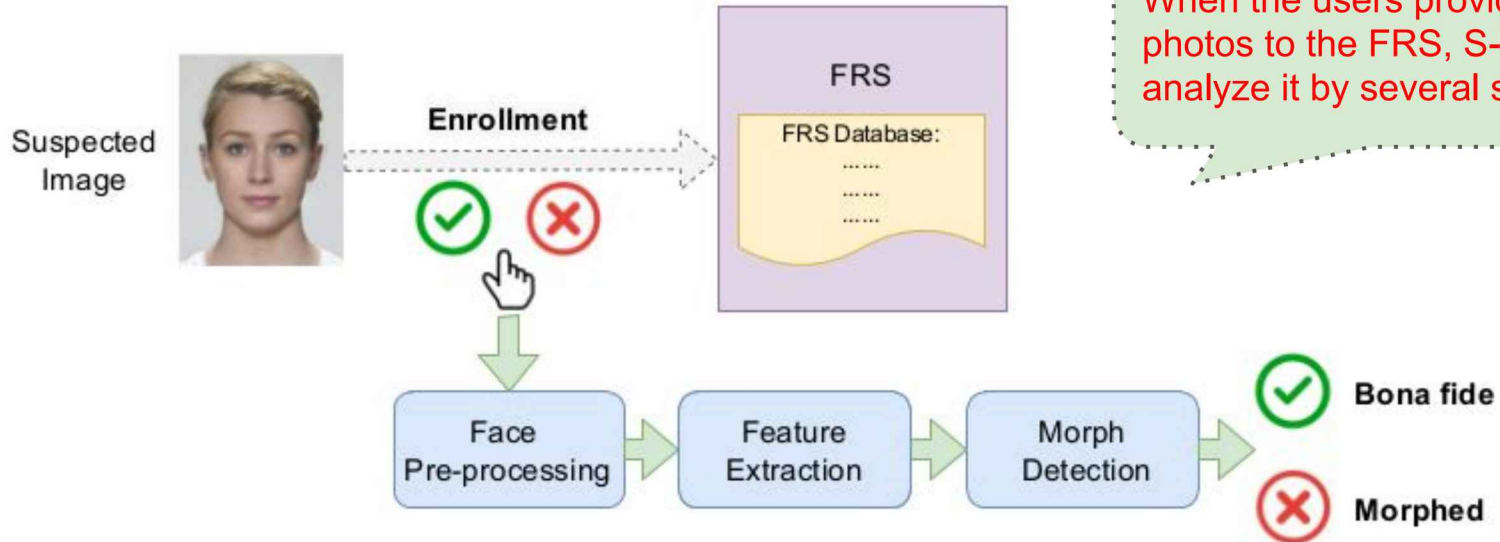 When the users provid
photos to the FRS, S-
analyze it by several s
Suspected
Image
Enrollment
FRS
FRS Database:
......
......
......
Face
Pre-processing
Feature
Extraction
Morph
Detection
Bona fide
Morphed